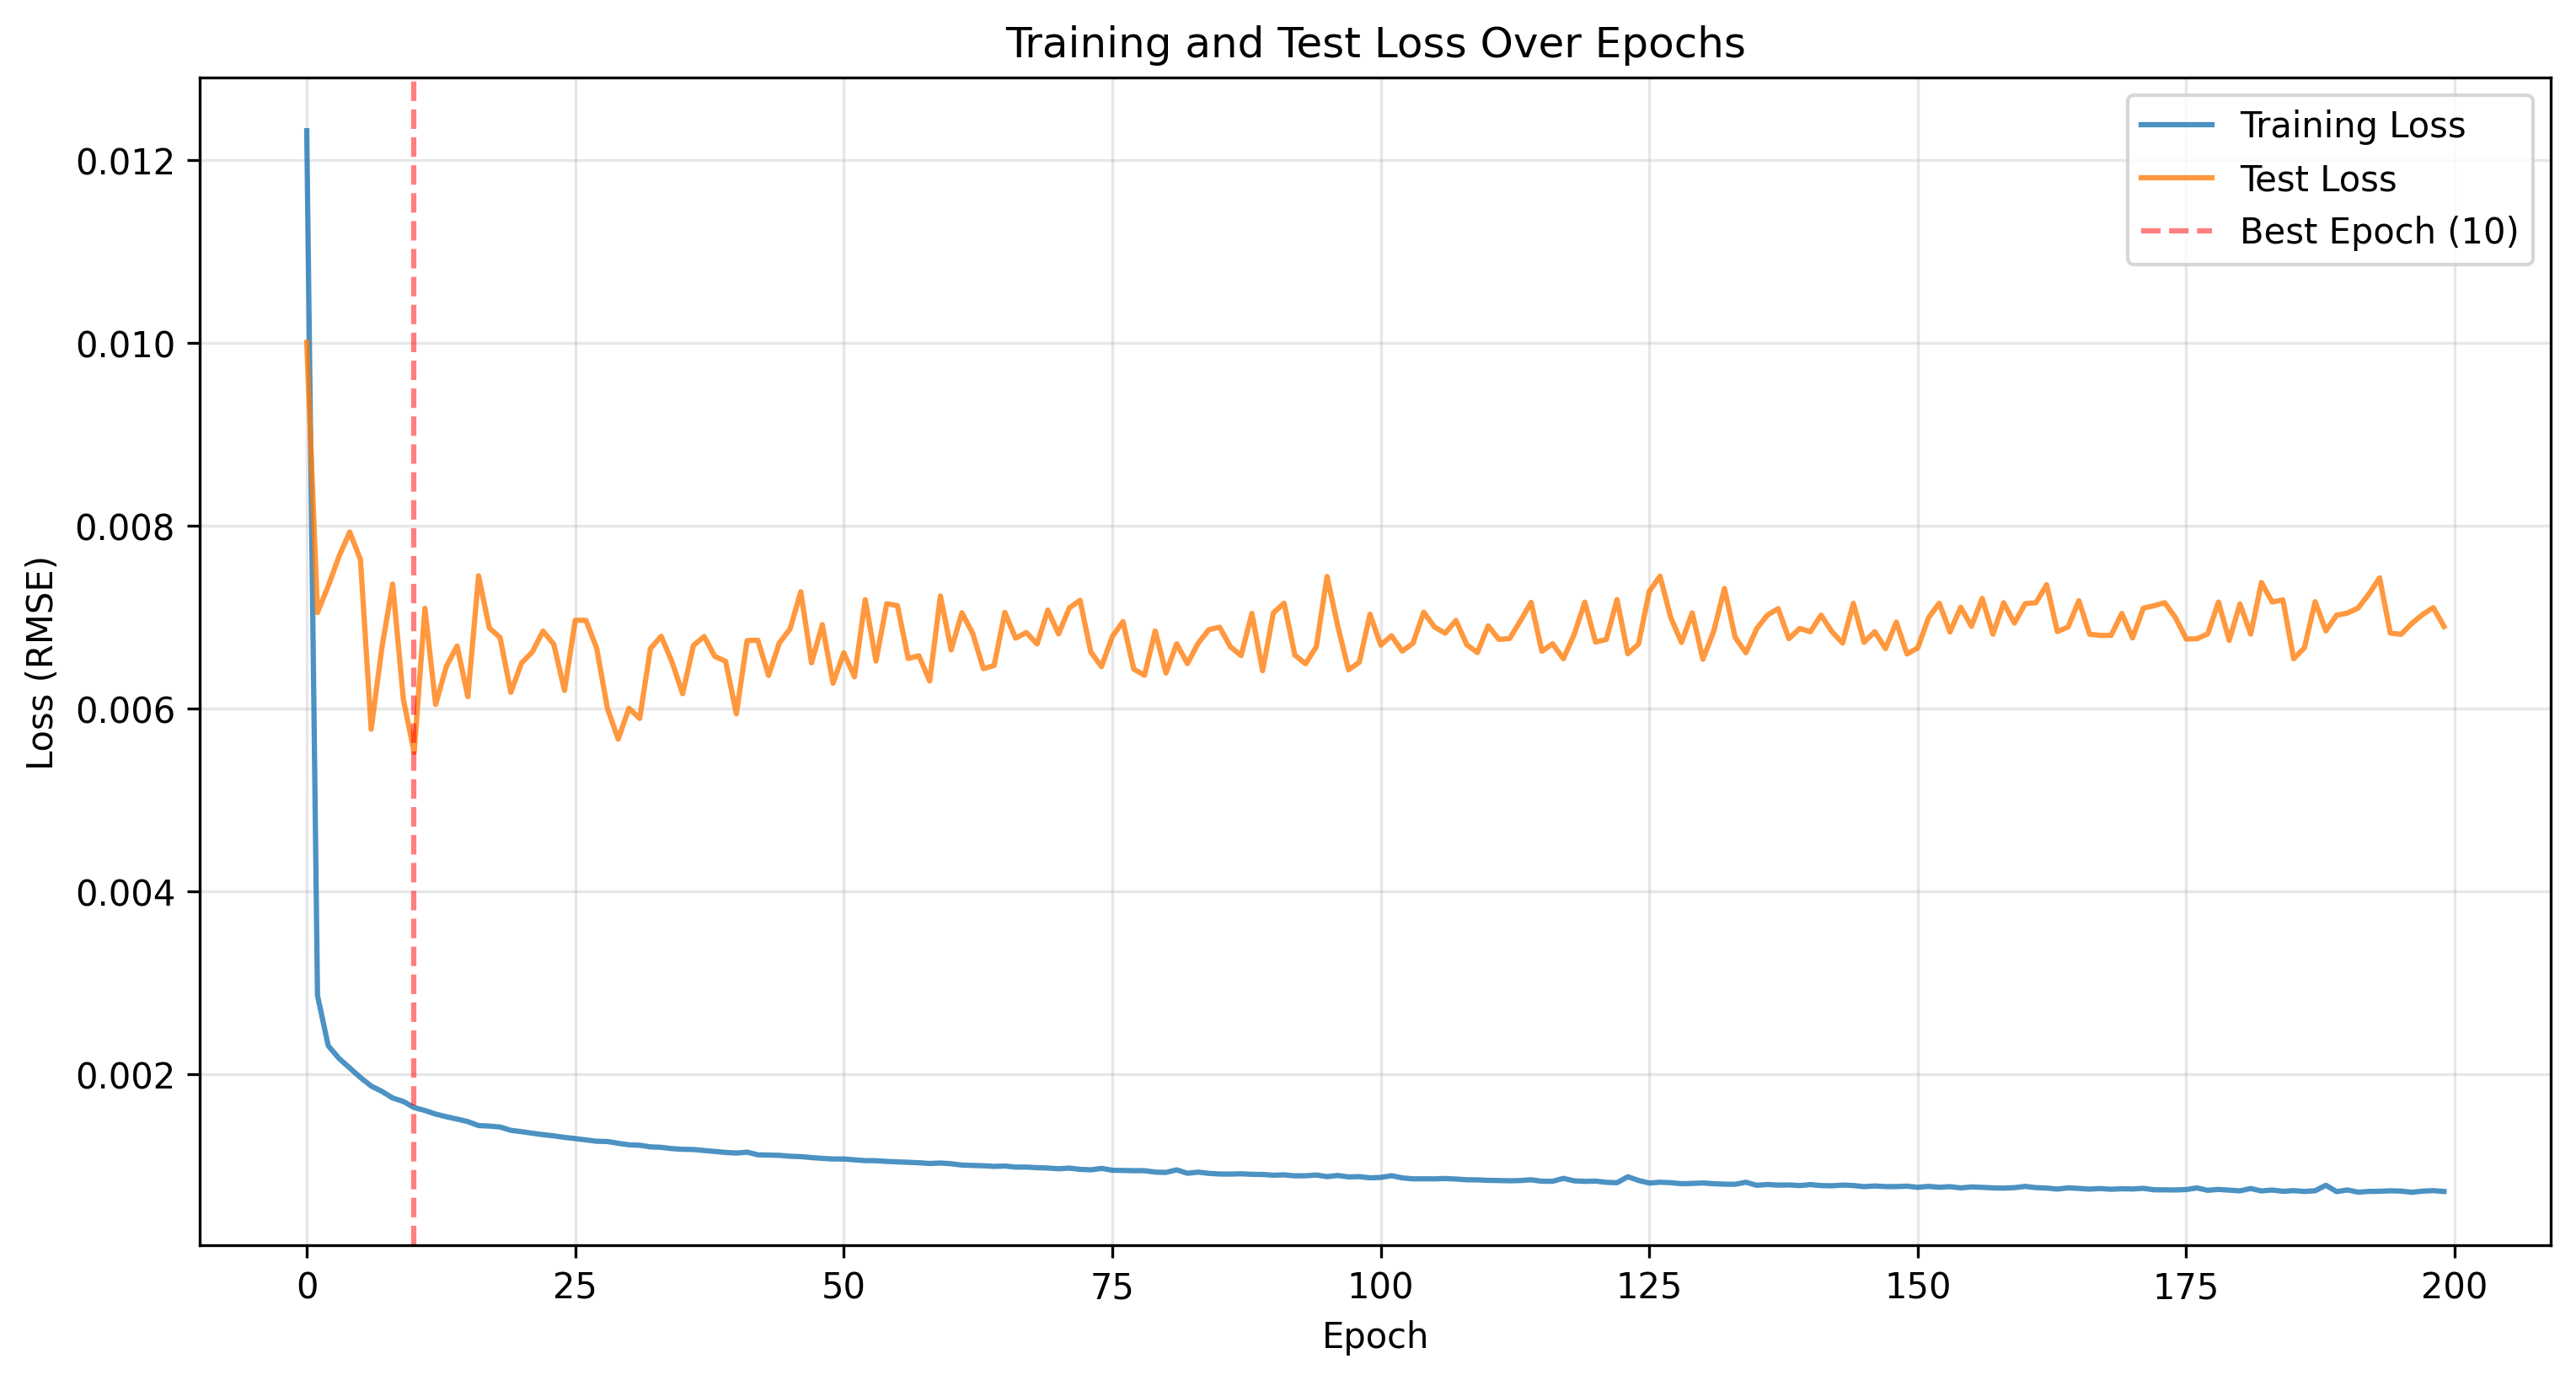 Training and Test Loss Over Epochs
Training Loss
Test Loss
Best Epoch (10)
Loss (RMSE)
0.012
0.010
0.008
0.006
0.004
0.002
0 25 50 75 100 125 150 175 200
Epoch